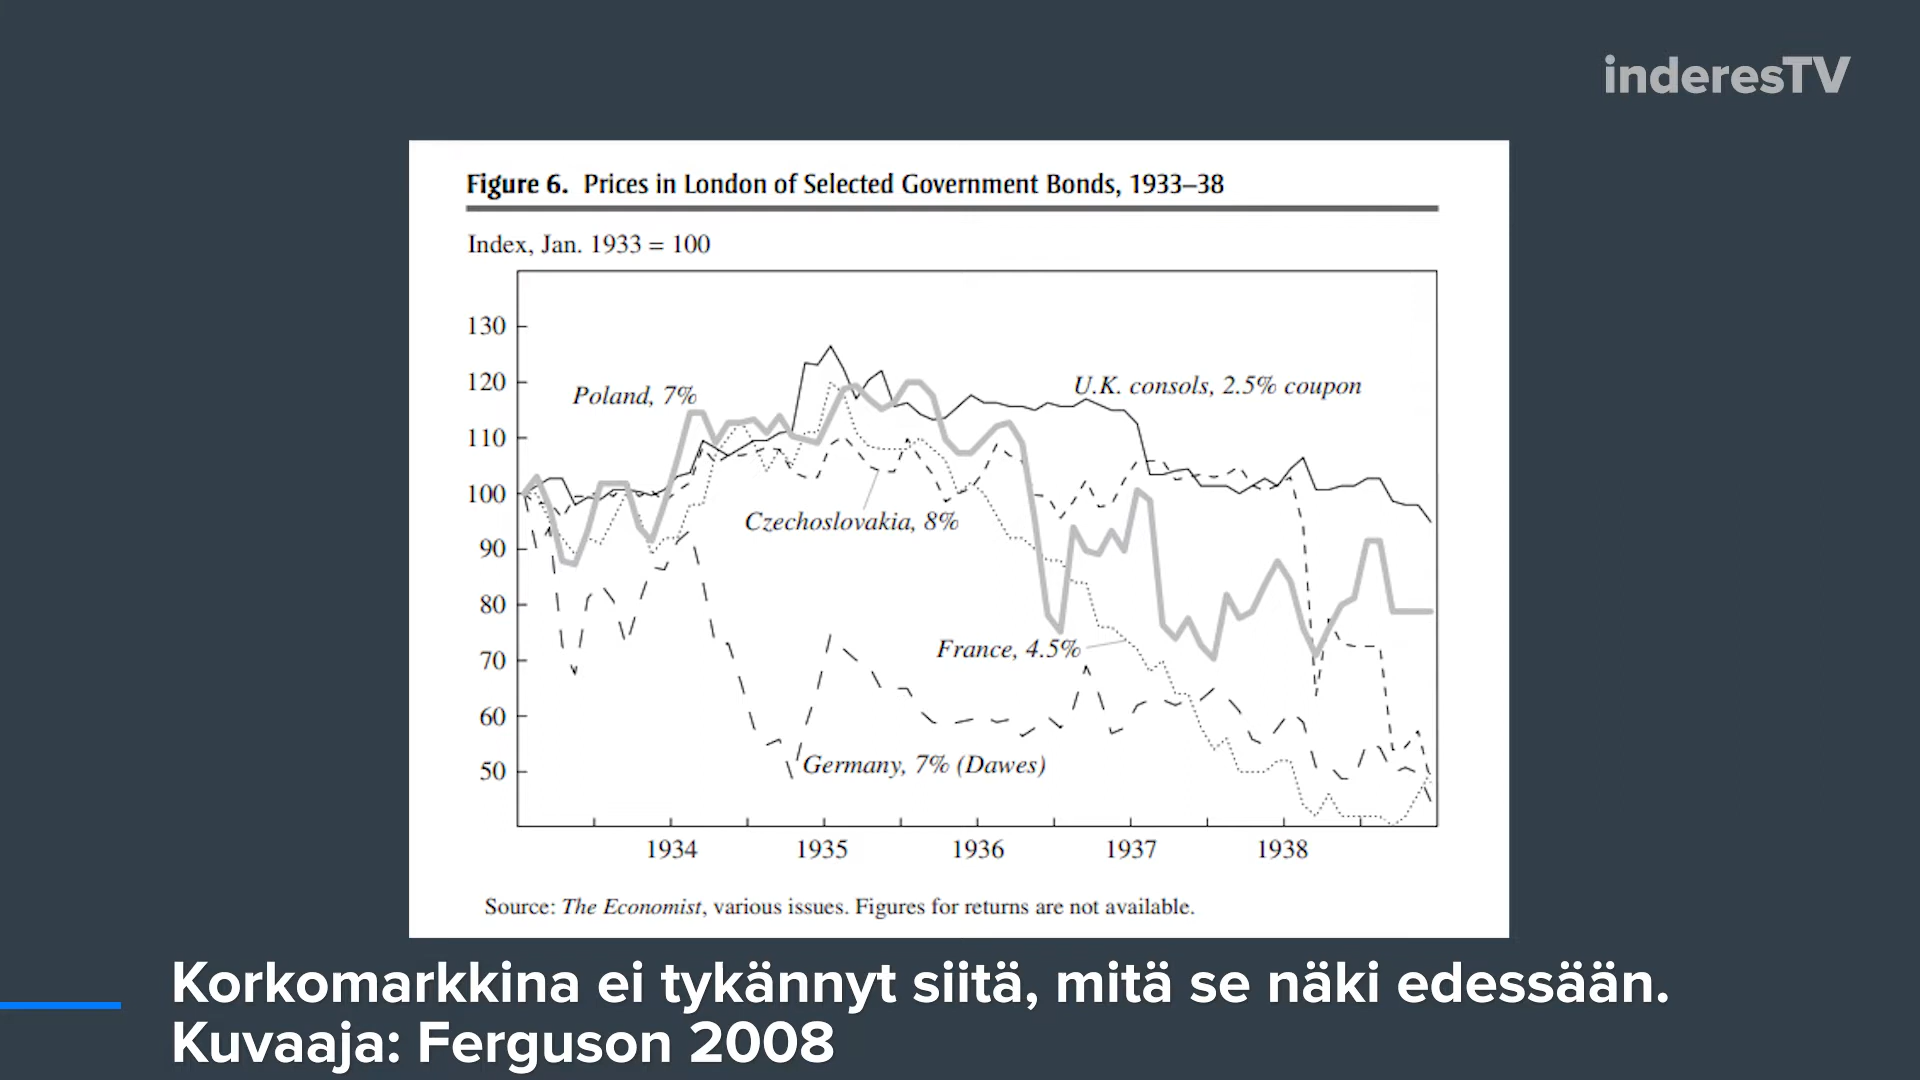 inderesTV
Figure 6. Prices in London of Selected Government Bonds, 1933–38
Index, Jan. 1933 = 100
130
120
110
100
90
80
70
60
50
Poland, 7%
U.K. consols, 2.5% coupon
Czechoslovakia, 8%
France, 4.5%
Germany, 7% (Dawes)
1934 1935 1936 1937 1938
Source: The Economist, various issues. Figures for returns are not available.
Korkomarkkina ei tykännyt siitä, mitä se näki edessään.
Kuvaaja: Ferguson 2008